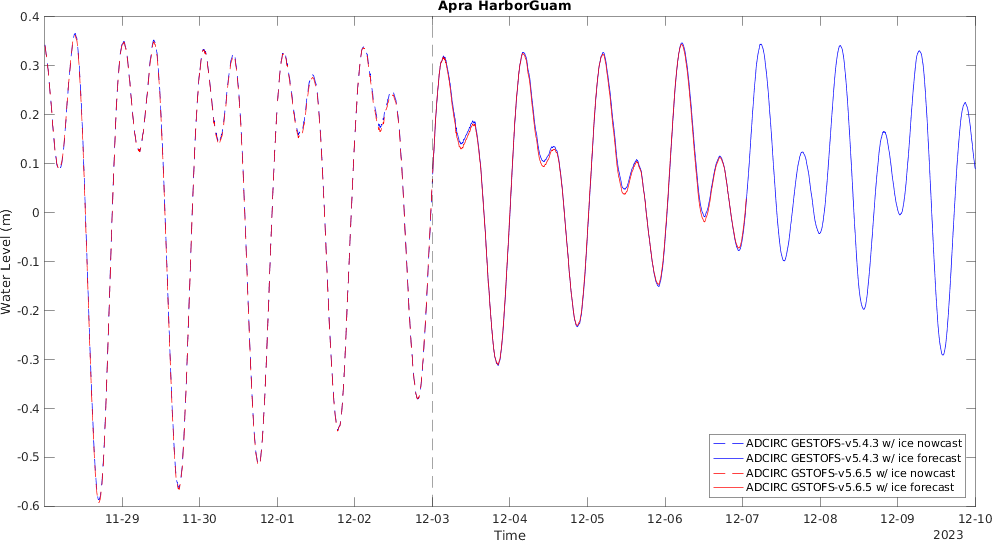 Apra HarborGuam
0.4
0.3
0.2
0.1
0
-0.1
-0.2
-0.3
-0.4
-0.5
-0.6
Water Level (m)
11-29 11-30 12-01 12-02 12-03 12-04 12-05 12-06 12-07 12-08 12-09 12-10
Time
2023
ADCIRC GESTOFS-v5.4.3 w/ ice nowcast
ADCIRC GESTOFS-v5.4.3 w/ ice forecast
ADCIRC GSTOFS-v5.6.5 w/ ice nowcast
ADCIRC GSTOFS-v5.6.5 w/ ice forecast